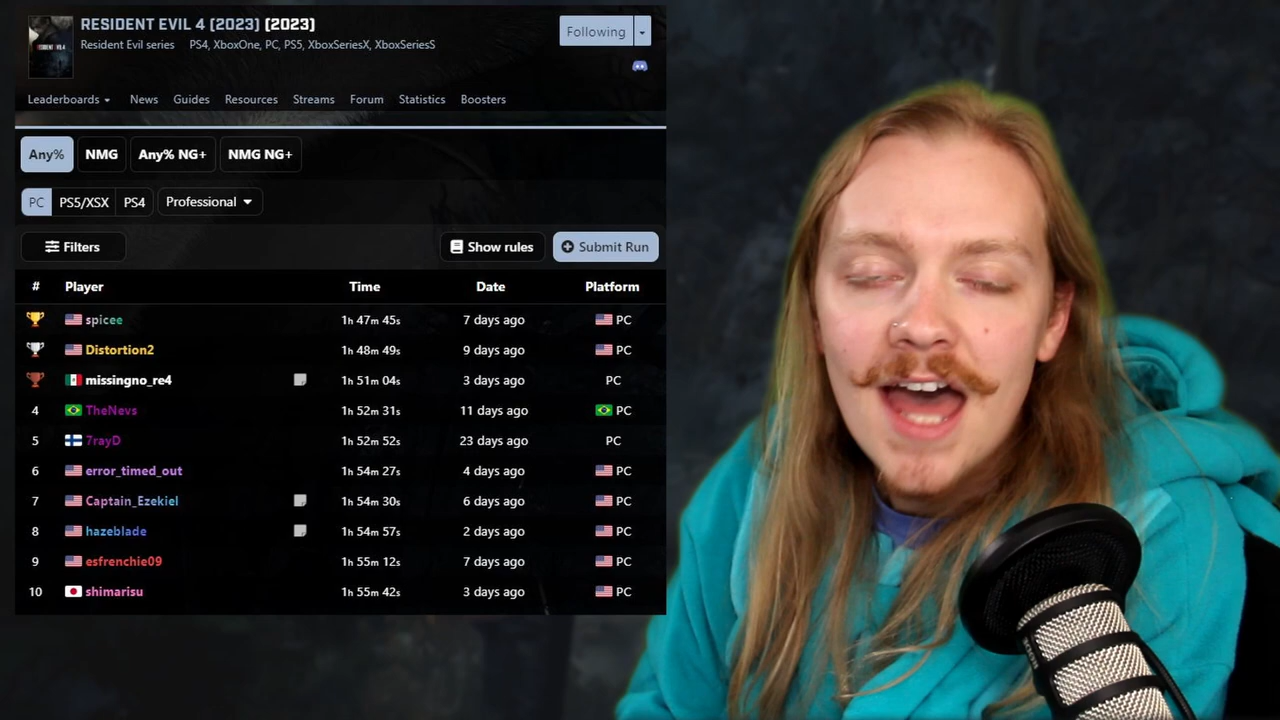 RESIDENT EVIL 4 (2023) (2023)
Resident Evil series PS4, XboxOne, PC, PS5, XboxSeriesX, XboxSeriesS
Following
Leaderboards News Guides Resources Streams Forum Statistics Boosters
Any% NMG Any% NG+ NMG NG+
PC PS5/XSX PS4 Professional
Filters Show rules Submit Run
# Player Time Date Platform
spicee 1h 47m 45s 7 days ago PC
Distortion2 1h 48m 49s 9 days ago PC
missingno_re4 1h 51m 04s 3 days ago PC
4 TheNevs 1h 52m 31s 11 days ago PC
5 7rayD 1h 52m 52s 23 days ago PC
6 error_timed_out 1h 54m 27s 4 days ago PC
7 Captain_Ezekiel 1h 54m 30s 6 days ago PC
8 hazeblade 1h 54m 57s 2 days ago PC
9 esfrenchie09 1h 55m 12s 7 days ago PC
10 shimarisu 1h 55m 42s 3 days ago PC